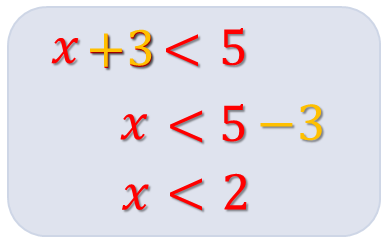 x + 3 < 5
x < 5 − 3
x < 2